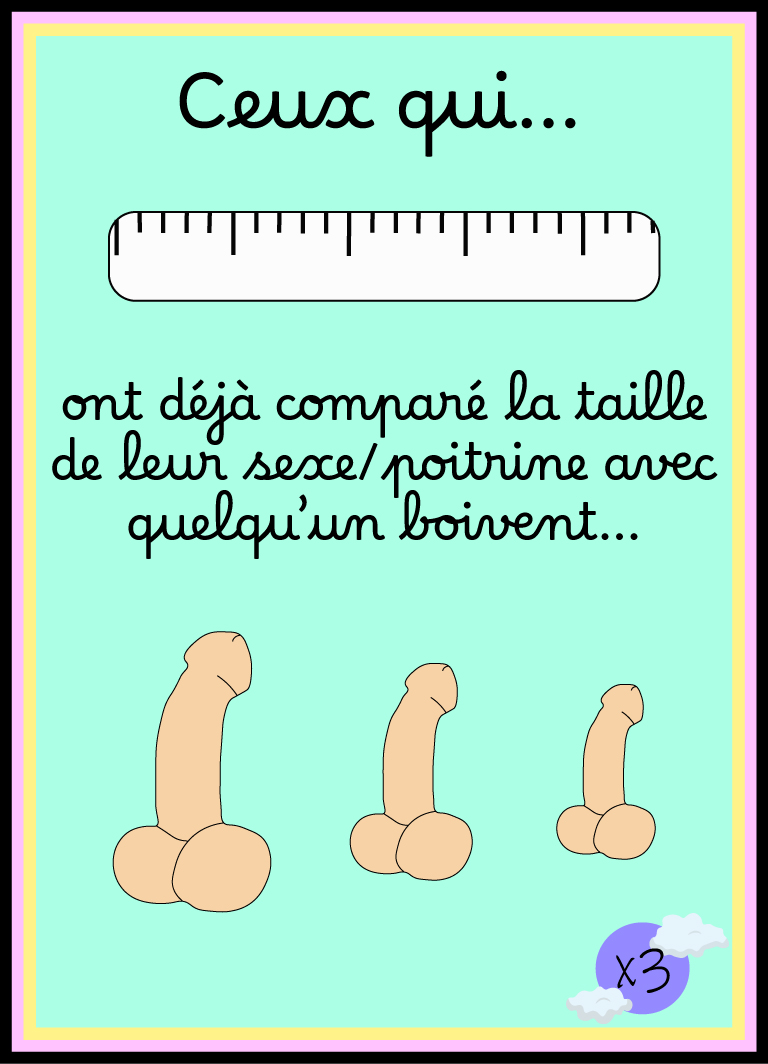 Ceux qui...
ont déjà comparé la taille
de leur sexe/poitrine avec
quelqu'un boivent...
x3